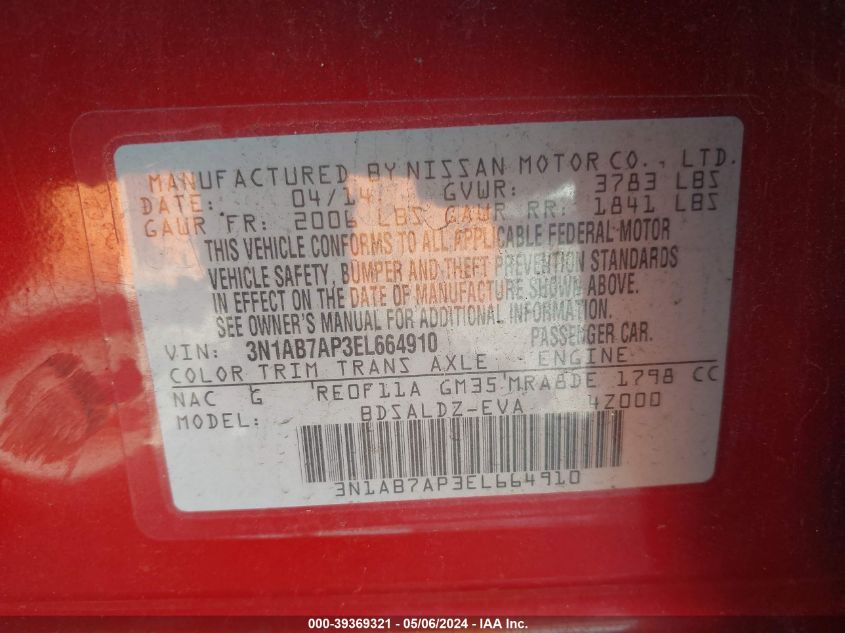 MANUFACTURED BY NISSAN MOTOR CO., LTD.
DATE: 04/14 GVWR: 3783 LBS
GAWR FR: 2006 LBS GAWR RR: 1841 LBS
THIS VEHICLE CONFORMS TO ALL APPLICABLE FEDERAL MOTOR
VEHICLE SAFETY, BUMPER AND THEFT PREVENTION STANDARDS
IN EFFECT ON THE DATE OF MANUFACTURE SHOWN ABOVE.
SEE OWNER'S MANUAL FOR ADDITIONAL INFORMATION.
VIN: 3N1AB7AP3EL664910 PASSENGER CAR.
COLOR TRIM TRANS AXLE ENGINE
NAC G RE0F11A GM35 MRA8DE 1798 CC
MODEL: BDSALDZ-EVA 4Z000
3N1AB7AP3EL664910
000-39369321 - 05/06/2024 - IAA Inc.